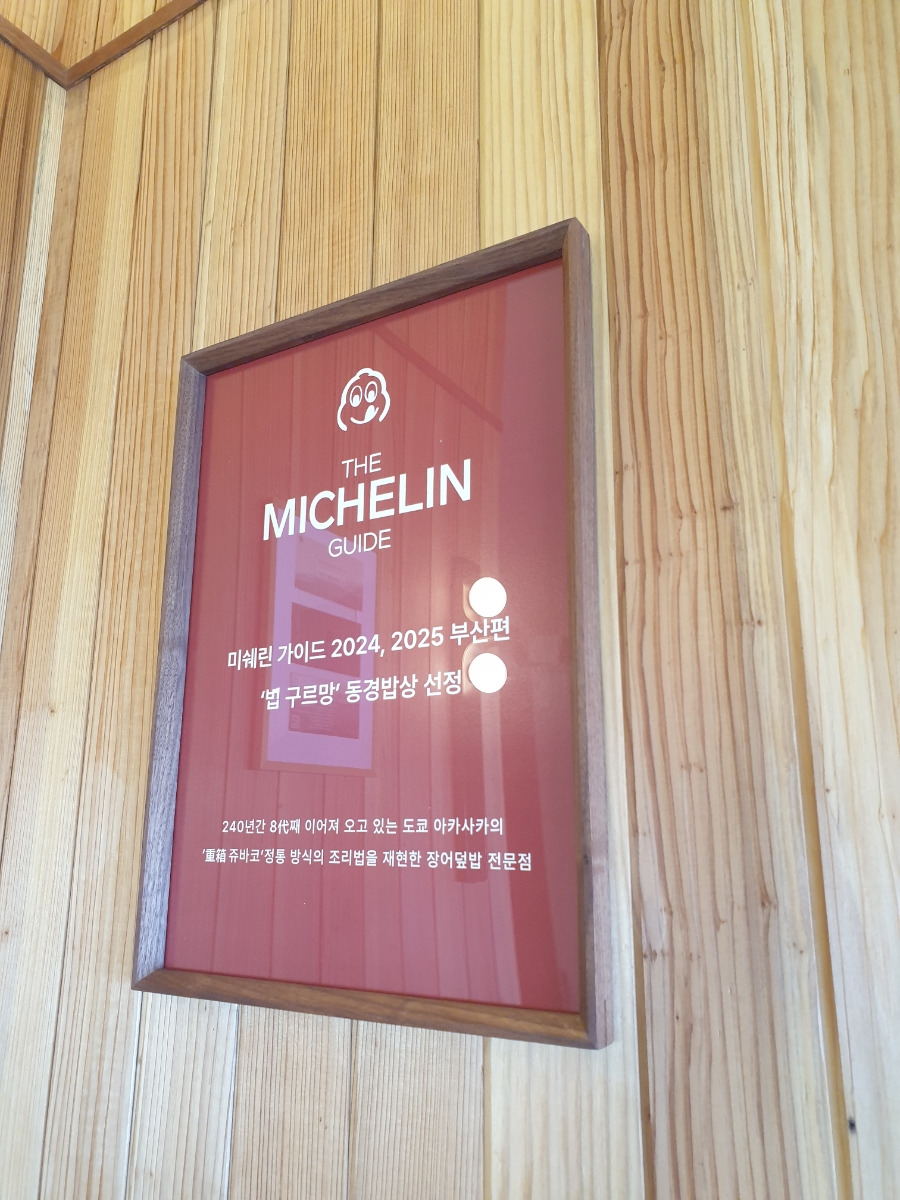 THE
MICHELIN
GUIDE
미쉐린 가이드 2024, 2025 부산편
‘볍 구르망’ 동경밥상 선정
240년간 8代째 이어져 오고 있는 도쿄 아카사카의
‘重箱 쥬바코’정통 방식의 조리법을 재현한 장어덮밥 전문점